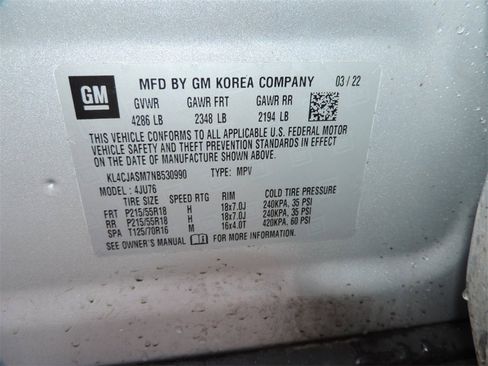 GM
MFD BY GM KOREA COMPANY 03 / 22
GVWR GAWR FRT GAWR RR
4286 LB 2348 LB 2194 LB
THIS VEHICLE CONFORMS TO ALL APPLICABLE U.S. FEDERAL MOTOR
VEHICLE SAFETY, BUMPER, AND THEFT PREVENTION STANDARDS IN EFFECT
ON THE DATE OF MANUFACTURE SHOWN ABOVE.
KL4CJASM7NB530990 TYPE: MPV
MODEL: 4JU76
TIRE SIZE SPEED RTG RIM COLD TIRE PRESSURE
FRT P215/55R18 H 18x7.0J 240KPA, 35 PSI
RR P215/55R18 H 18x7.0J 240KPA, 35 PSI
SPA T125/70R16 M 16x4.0T 420KPA, 60 PSI
SEE OWNER'S MANUAL FOR MORE INFORMATION.